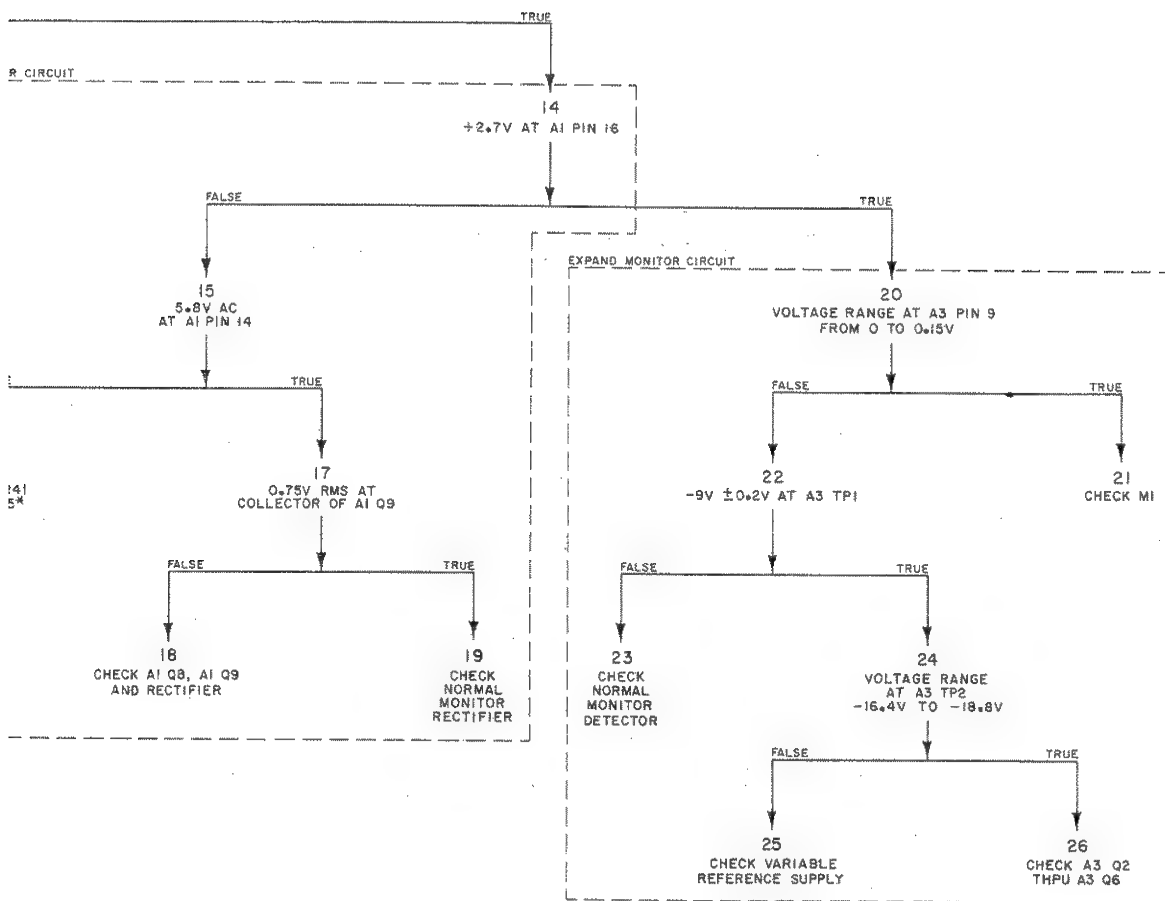 TRUE
R CIRCUIT
14
+2.7V AT A1 PIN 16
FALSE
TRUE
EXPAND MONITOR CIRCUIT
15
5.8V AC
AT A1 PIN 14
20
VOLTAGE RANGE AT A3 PIN 9
FROM 0 TO 0.15V
TRUE
FALSE
TRUE
141
5*
17
0.75V RMS AT
COLLECTOR OF A1 Q9
22
-9V ±0.2V AT A3 TP1
21
CHECK M1
FALSE
TRUE
FALSE
TRUE
18
CHECK A1 Q8, A1 Q9
AND RECTIFIER
19
CHECK
NORMAL
MONITOR
RECTIFIER
23
CHECK
NORMAL
MONITOR
DETECTOR
24
VOLTAGE RANGE
AT A3 TP2
-16.4V TO -18.8V
FALSE
TRUE
25
CHECK VARIABLE
REFERENCE SUPPLY
26
CHECK A3 Q2
THPU A3 Q6